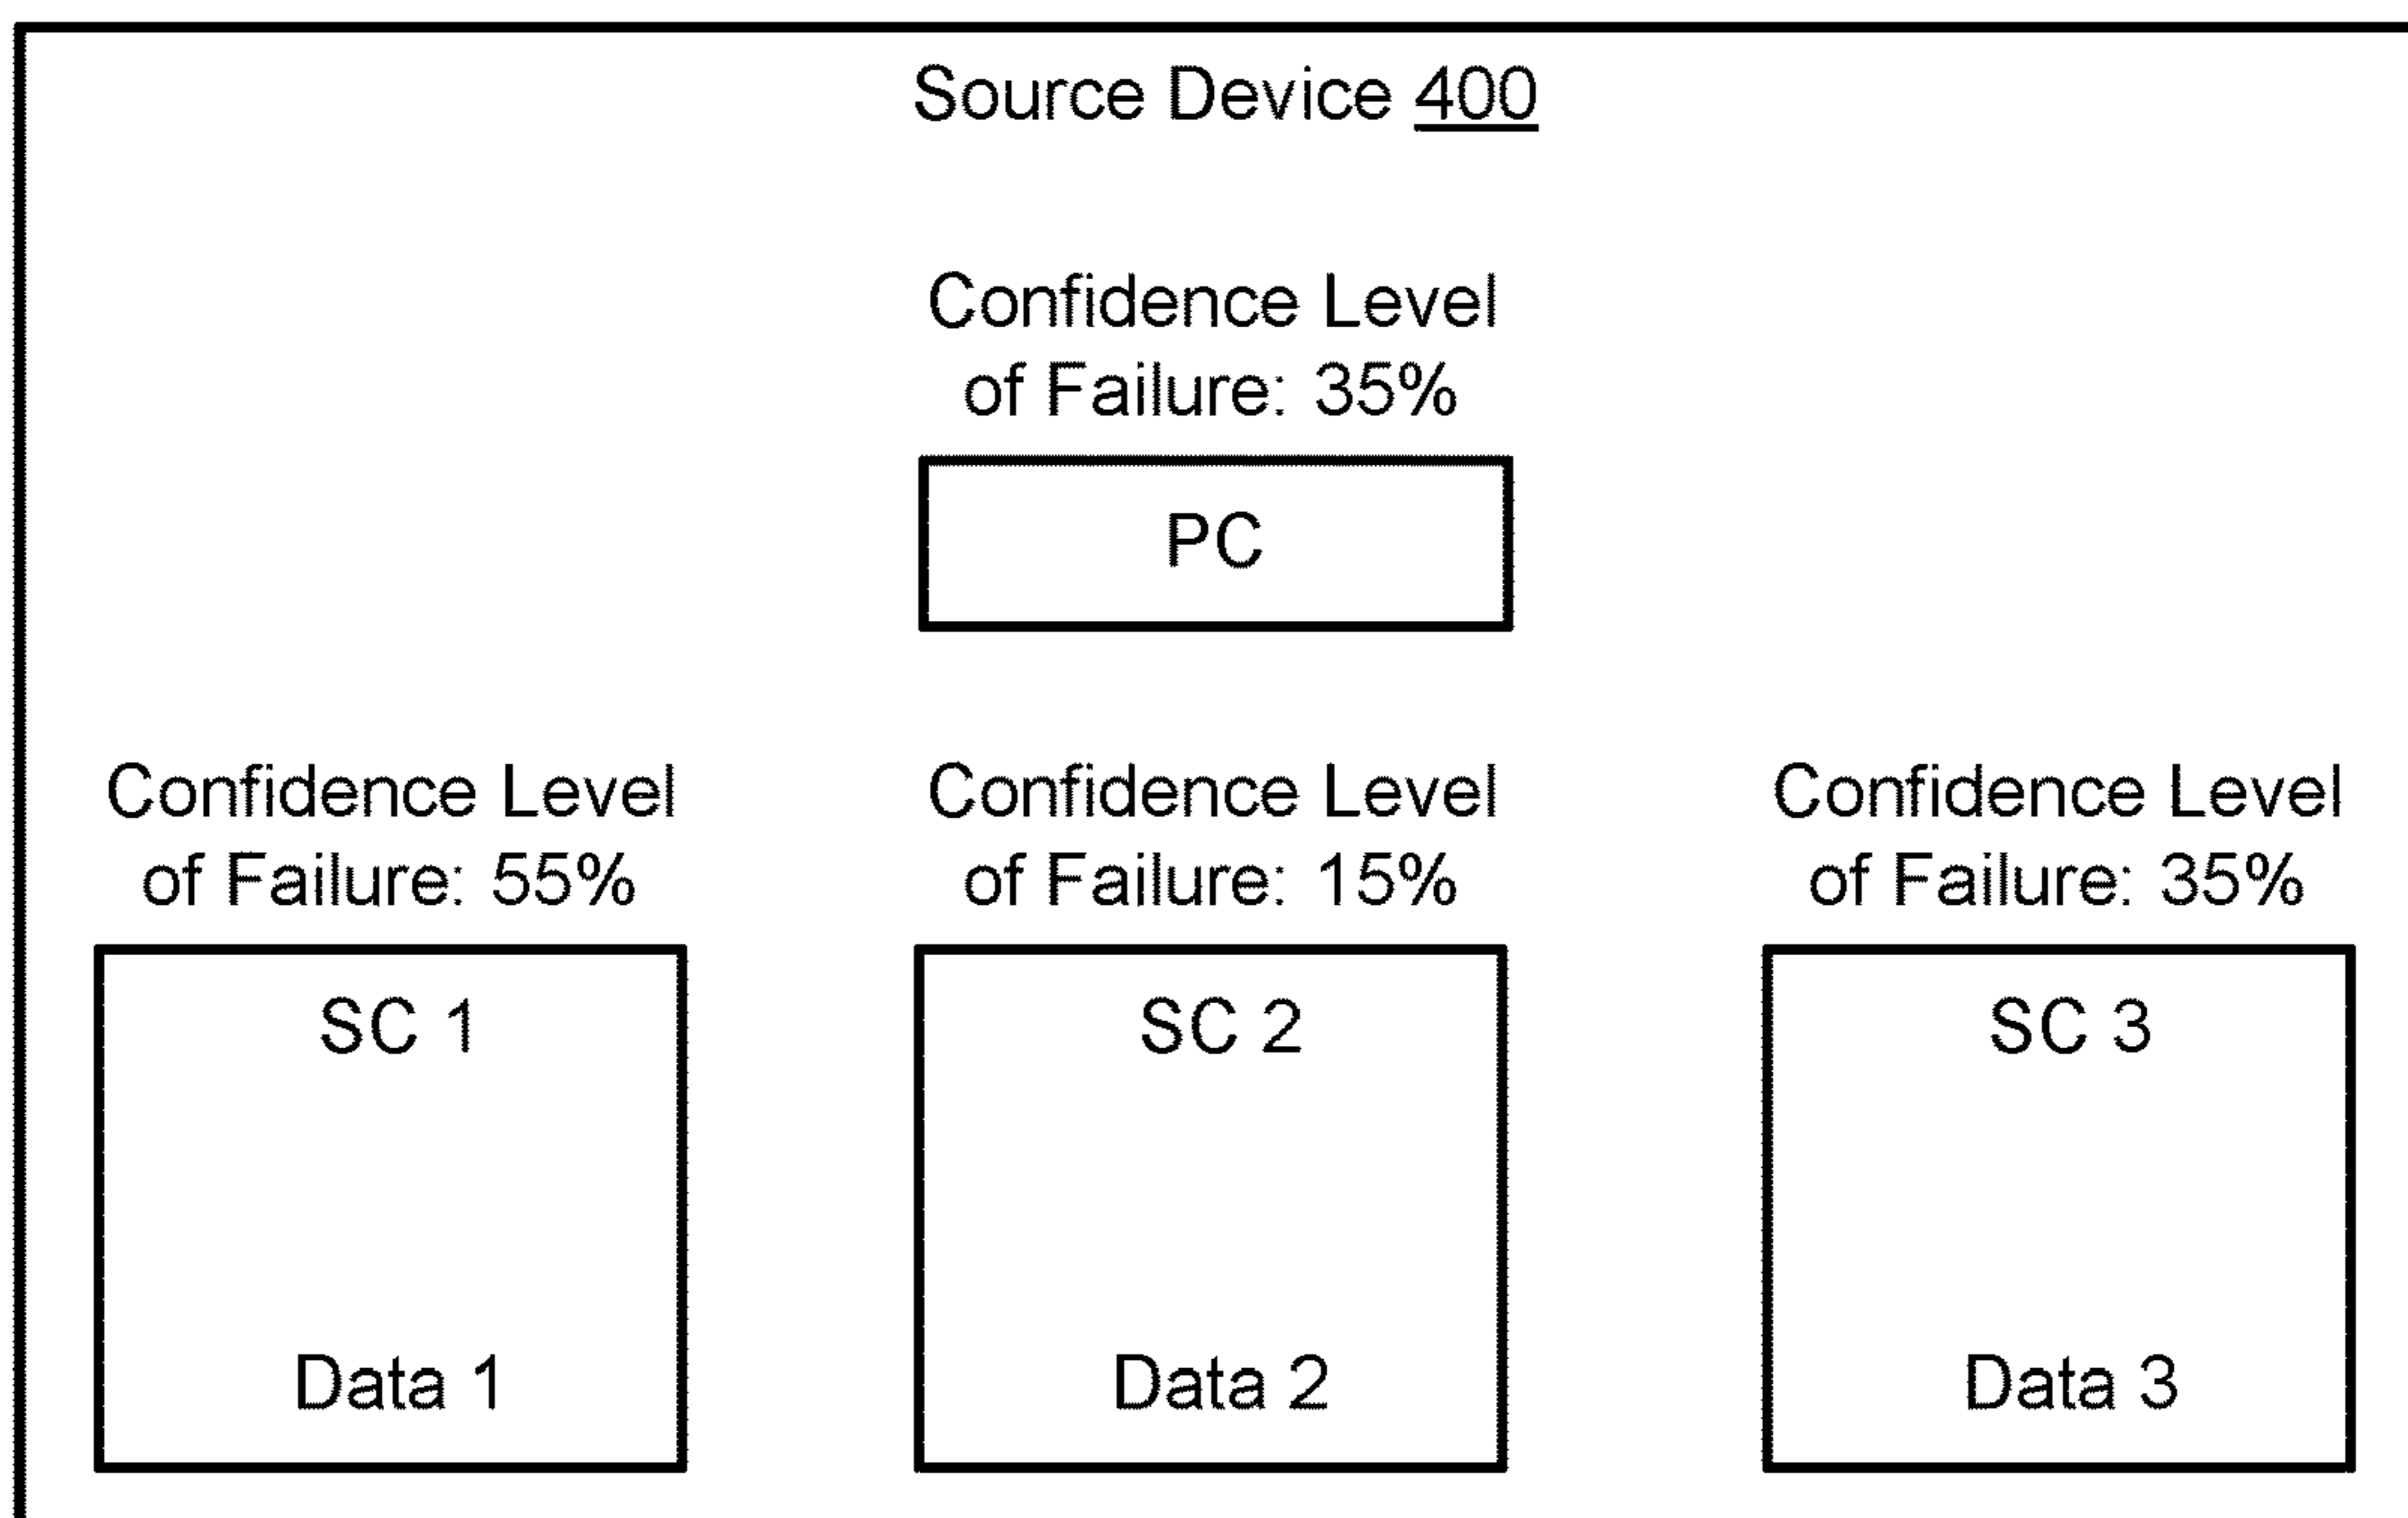 Source Device 400
Confidence Level
of Failure: 35%
PC
Confidence Level
of Failure: 55%
Confidence Level
of Failure: 15%
Confidence Level
of Failure: 35%
SC 1
Data 1
SC 2
Data 2
SC 3
Data 3